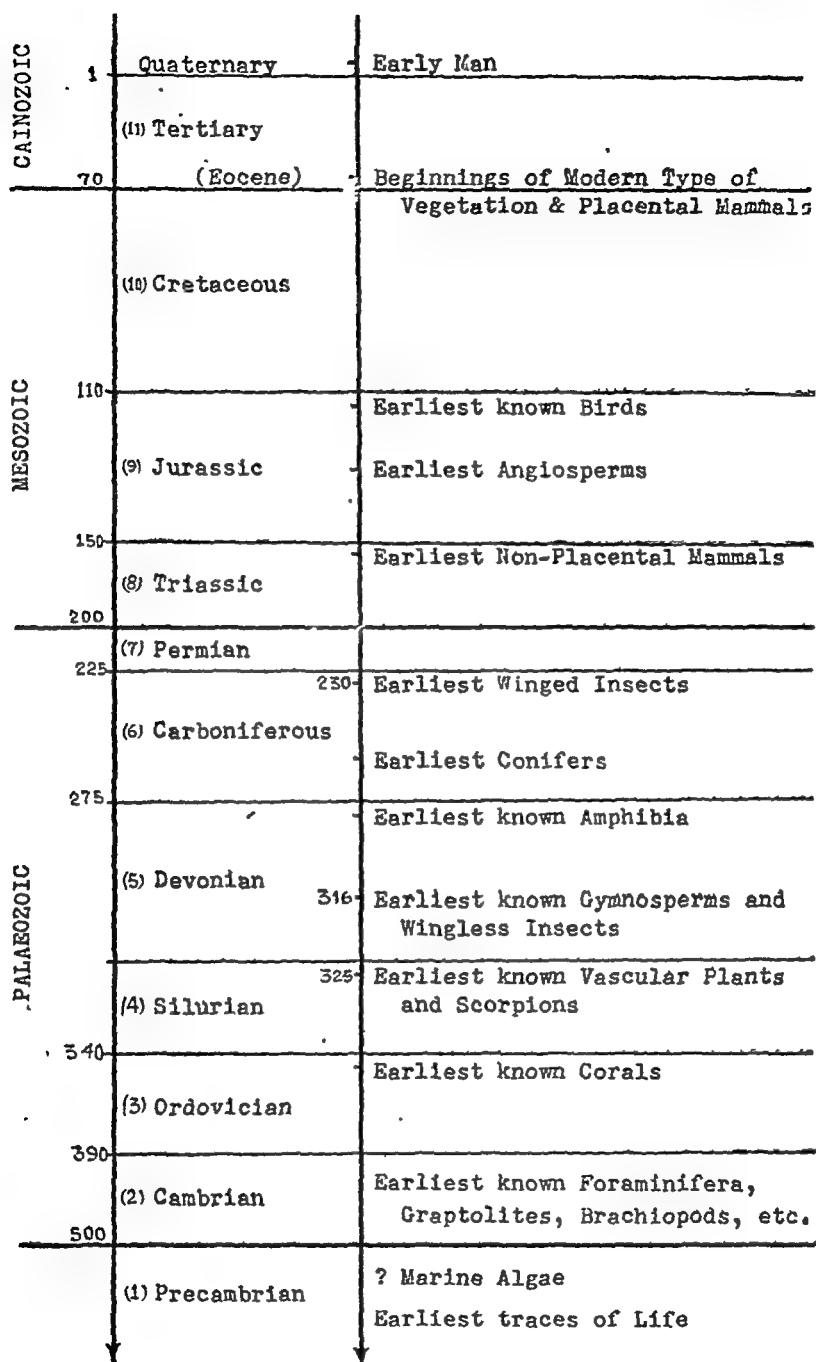 CAINOZOIC
Quaternary Early Man
1
(11) Tertiary
(Eocene) Beginnings of Modern Type of
70
Vegetation & Placental Mammals
MESOZOIC
(10) Cretaceous
110
Earliest known Birds
(9) Jurassic Earliest Angiosperms
150
Earliest Non-Placental Mammals
(8) Triassic
200
PALAEOZOIC
(7) Permian
225
230 Earliest Winged Insects
(6) Carboniferous
Earliest Conifers
275
Earliest known Amphibia
(5) Devonian
316 Earliest known Gymnosperms and
Wingless Insects
325 Earliest known Vascular Plants
(4) Silurian and Scorpions
340
Earliest known Corals
(3) Ordovician
390
Earliest known Foraminifera,
(2) Cambrian Graptolites, Brachiopods, etc.
500
? Marine Algae
(1) Precambrian
Earliest traces of Life